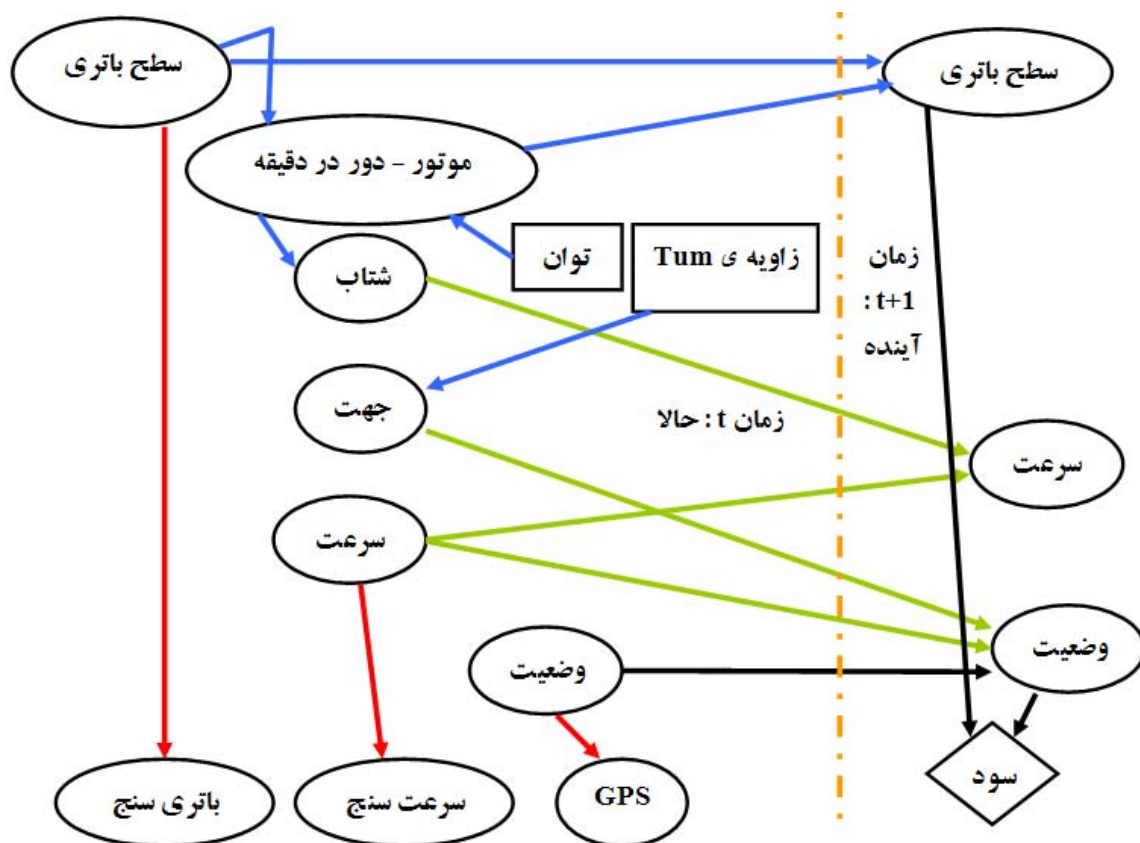 سطح باتری
سطح باتری
موتور – دور در دقیقه
توان
زاویه ی Tum
زمان
t+1 :
آینده
شتاب
جهت
زمان t : حالا
سرعت
سرعت
وضعیت
وضعیت
باتری سنج
سرعت سنج
GPS
سود